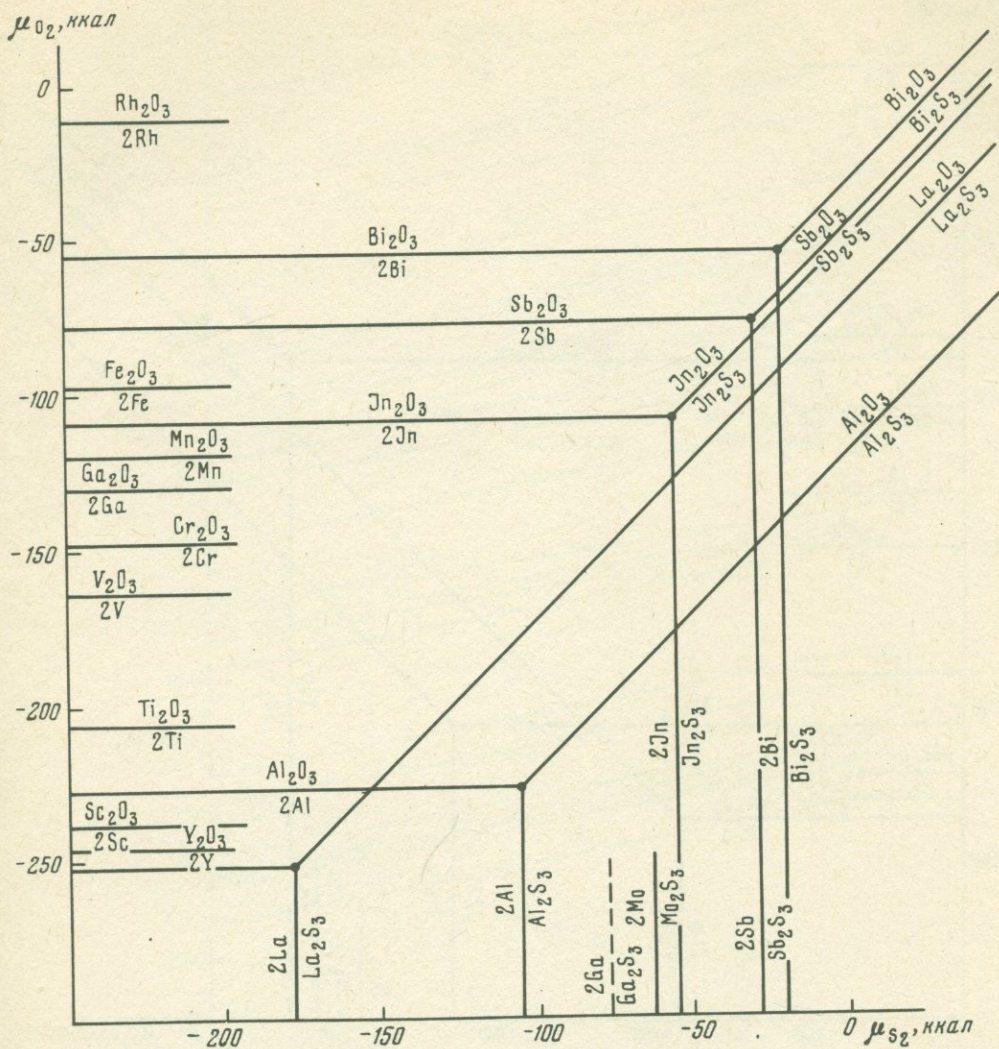 μO₂, ккал
0
Rh₂O₃
2Rh
Bi₂O₃
Bi₂S₃
La₂O₃
La₂S₃
-50
Bi₂O₃
2Bi
Sb₂O₃
Sb₂S₃
Sb₂O₃
2Sb
Fe₂O₃
2Fe
Jn₂O₃
Jn₂S₃
-100
Jn₂O₃
2Jn
Al₂O₃
Al₂S₃
Mn₂O₃
2Mn
Ga₂O₃
2Ga
Cr₂O₃
2Cr
-150
V₂O₃
2V
-200
Ti₂O₃
2Ti
2Jn
Jn₂S₃
2Bi
Bi₂S₃
Al₂O₃
2Al
Sc₂O₃
2Sc
Y₂O₃
2Y
-250
2La
La₂S₃
2Al
Al₂S₃
2Ga
Ga₂S₃
2Mo
Mo₂S₃
2Sb
Sb₂S₃
-200
-150
-100
-50
0
μS₂, ккал